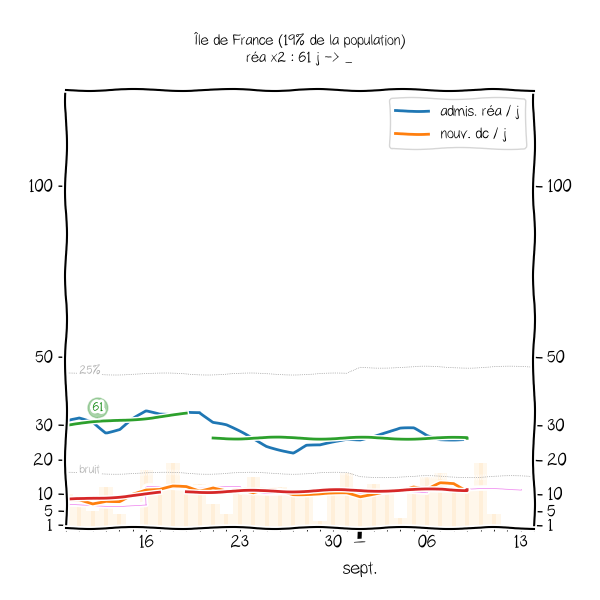 Île de France (19% de la population)
réa x2 : 61 j -> _
admis. réa / j
nouv. dc / j
100 100
50 50
25%
61
30 30
20 20
bruit
10 10
5 5
1 1
16 23 30 1 06 13
sept.